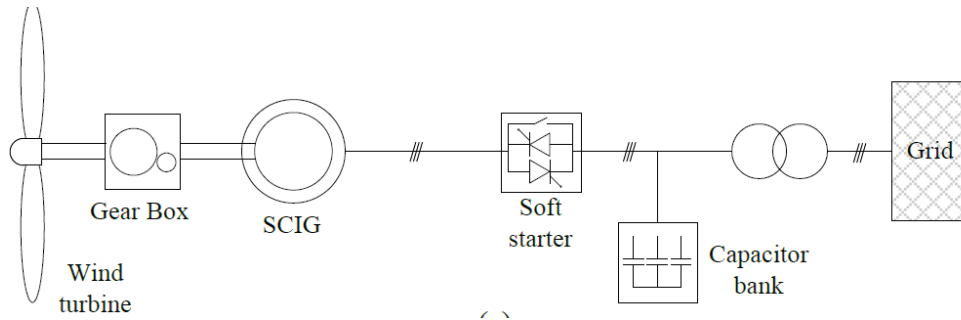 Gear Box
SCIG
Soft
starter
Grid
Wind
turbine
Capacitor
bank